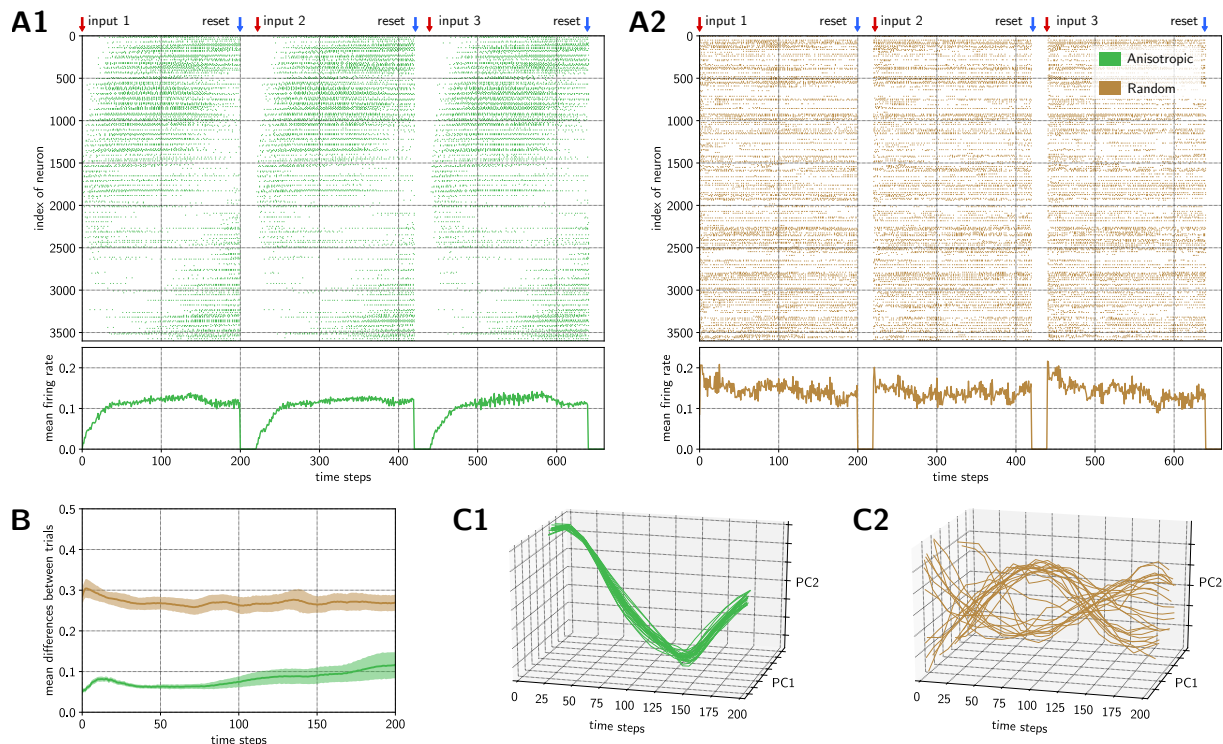 A1
input 1
reset
input 2
reset
input 3
reset
0
500
1000
1500
2000
2500
3000
3500
index of neuron
0.2
0.1
0.0
mean firing rate
0
100
200
300
400
500
600
time steps
A2
input 1
reset
input 2
reset
input 3
reset
Anisotropic
Random
0
500
1000
1500
2000
2500
3000
3500
index of neuron
0.2
0.1
0.0
mean firing rate
0
100
200
300
400
500
600
time steps
B
0.5
0.4
0.3
0.2
0.1
0.0
mean differences between trials
0
50
100
150
200
time steps
C1
PC2
PC1
0
25
50
75
100
125
150
175
200
time steps
C2
PC2
PC1
0
25
50
75
100
125
150
175
200
time steps